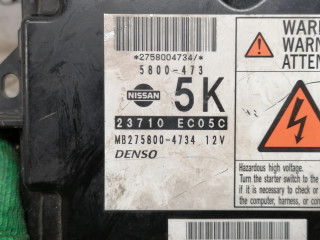 *2758004734/*
5800-473
NISSAN
5K
23710 EC05C
MB275800-4734 12V
DENSO
WAR
WARN
ATTEN
Hazardous high voltage.
Turn the starter switch to the
if it is necessary to check or
the computer, harness, or con